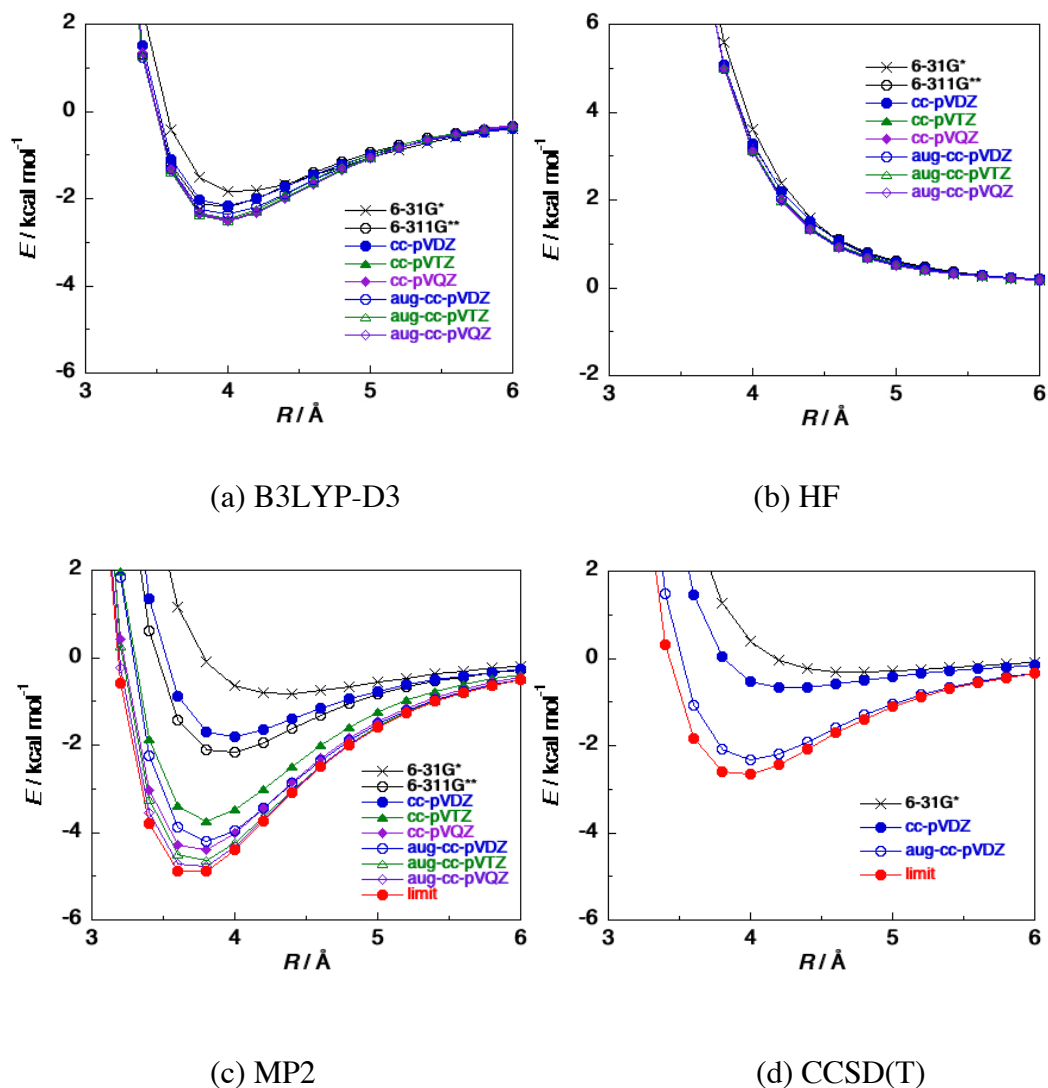 2
0
-2
-4
-6
3
4
5
6
E / kcal mol⁻¹
R / Å
6-31G*
6-311G**
cc-pVDZ
cc-pVTZ
cc-pVQZ
aug-cc-pVDZ
aug-cc-pVTZ
aug-cc-pVQZ
(a) B3LYP-D3
6
4
2
0
-2
3
4
5
6
E / kcal mol⁻¹
R / Å
6-31G*
6-311G**
cc-pVDZ
cc-pVTZ
cc-pVQZ
aug-cc-pVDZ
aug-cc-pVTZ
aug-cc-pVQZ
(b) HF
2
0
-2
-4
-6
3
4
5
6
E / kcal mol⁻¹
R / Å
6-31G*
6-311G**
cc-pVDZ
cc-pVTZ
cc-pVQZ
aug-cc-pVDZ
aug-cc-pVTZ
aug-cc-pVQZ
limit
(c) MP2
2
0
-2
-4
-6
3
4
5
6
E / kcal mol⁻¹
R / Å
6-31G*
cc-pVDZ
aug-cc-pVDZ
limit
(d) CCSD(T)